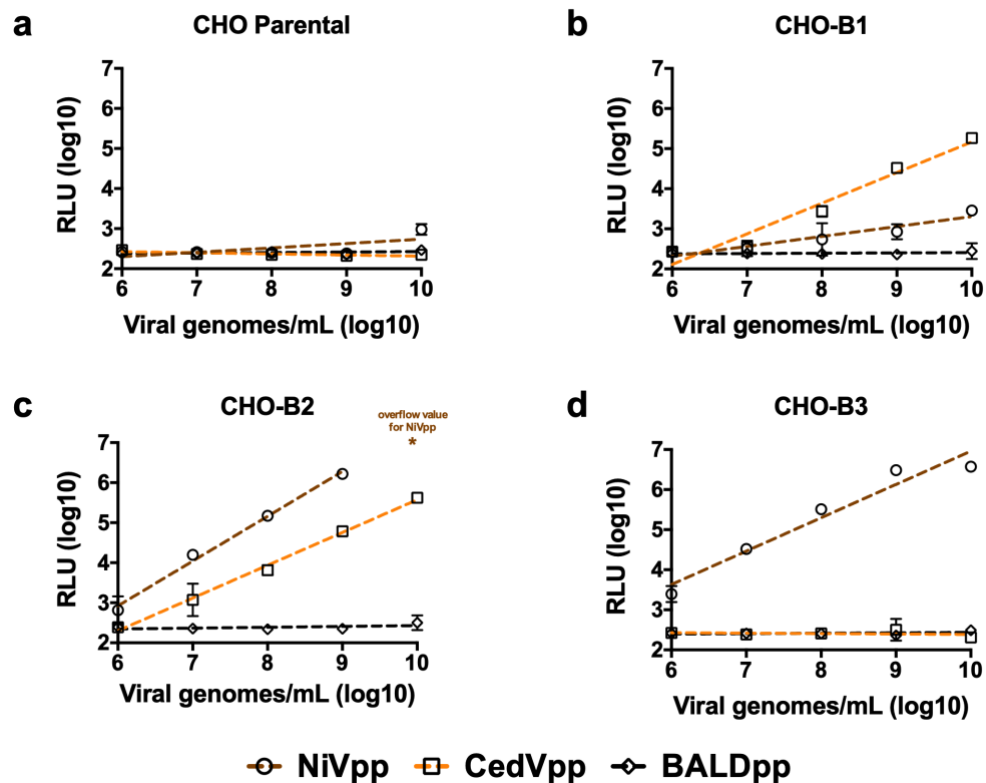 a
CHO Parental
7
6
5
4
3
2
RLU (log10)
6 7 8 9 10
Viral genomes/mL (log10)
b
CHO-B1
7
6
5
4
3
2
RLU (log10)
6 7 8 9 10
Viral genomes/mL (log10)
c
CHO-B2
overflow value
for NiVpp
*
7
6
5
4
3
2
RLU (log10)
6 7 8 9 10
Viral genomes/mL (log10)
d
CHO-B3
7
6
5
4
3
2
RLU (log10)
6 7 8 9 10
Viral genomes/mL (log10)
NiVpp CedVpp BALDpp